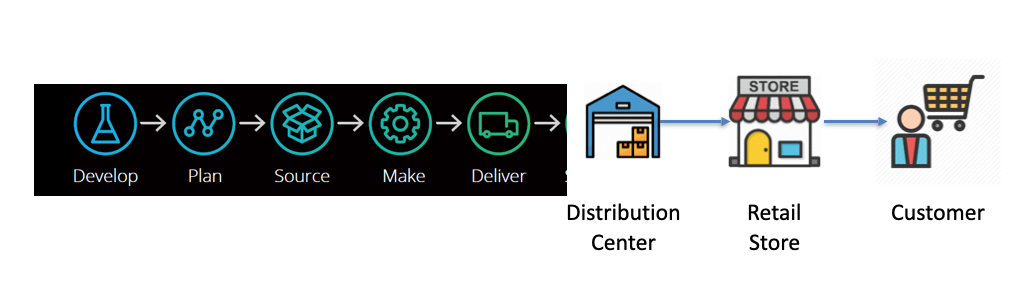 STORE
Develop
Plan
Source
Make
Deliver
Distribution
Center
Retail
Store
Customer